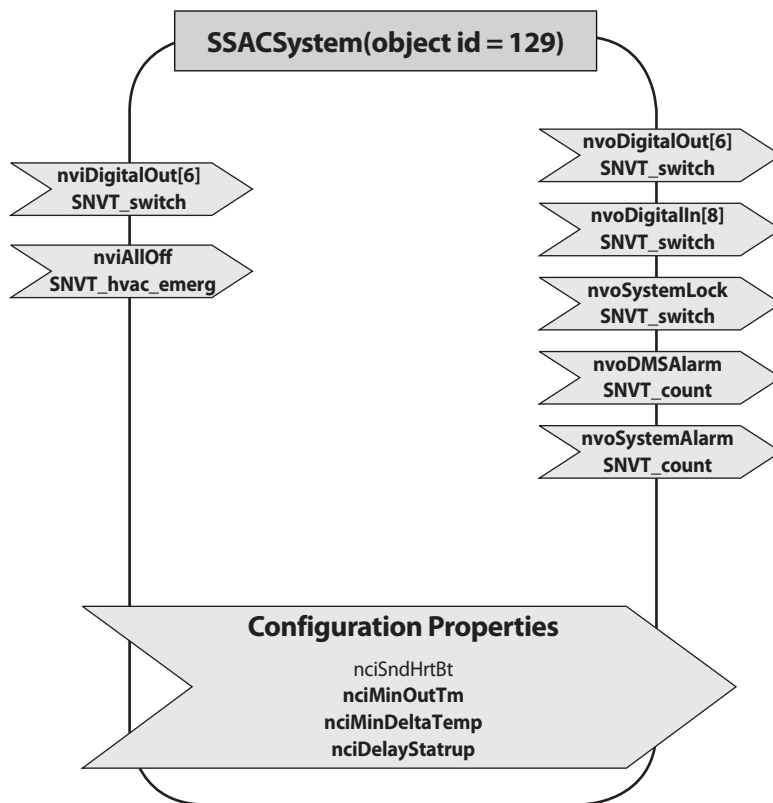 SSACSystem(object id = 129)
nviDigitalOut[6]
SNVT_switch
nviAllOff
SNVT_hvac_emerg
nvoDigitalOut[6]
SNVT_switch
nvoDigitalIn[8]
SNVT_switch
nvoSystemLock
SNVT_switch
nvoDMSAlarm
SNVT_count
nvoSystemAlarm
SNVT_count
Configuration Properties
nciSndHrtBt
nciMinOutTm
nciMinDeltaTemp
nciDelayStatrup